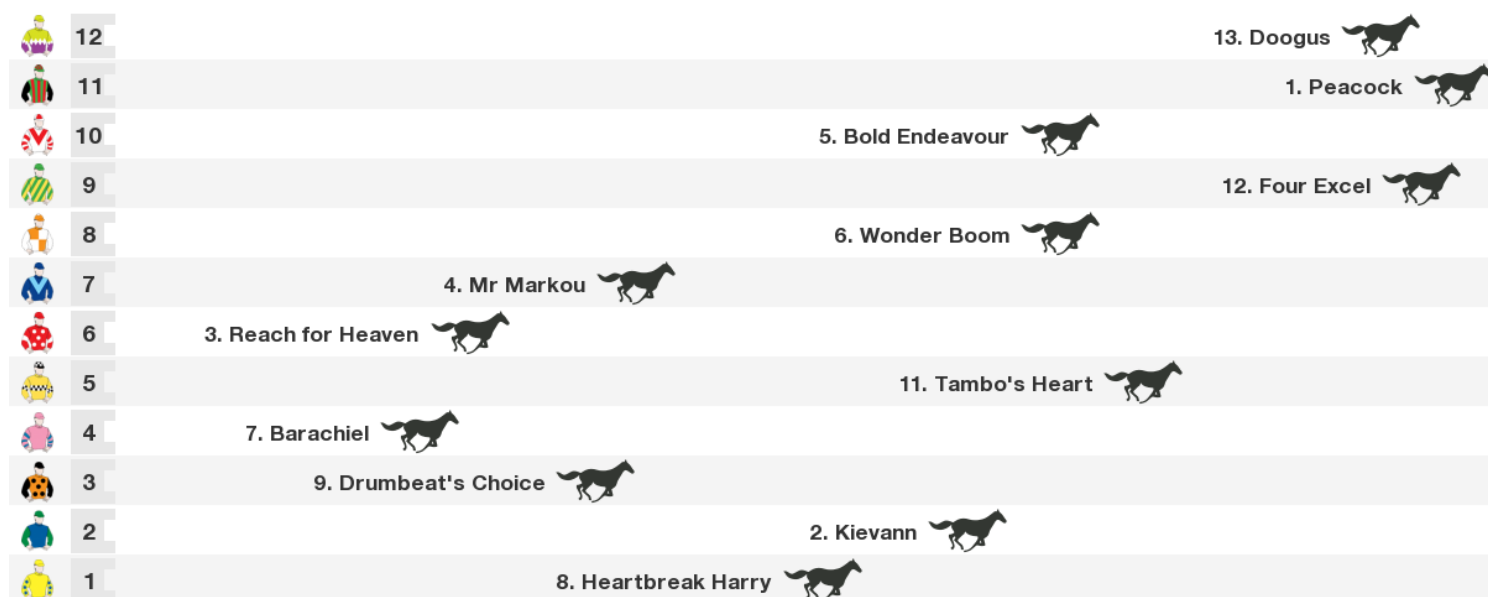 12 13. Doogus
11 1. Peacock
10 5. Bold Endeavour
9 12. Four Excel
8 6. Wonder Boom
7 4. Mr Markou
6 3. Reach for Heaven
5 11. Tambo's Heart
4 7. Barachiel
3 9. Drumbeat's Choice
2 2. Kievann
1 8. Heartbreak Harry